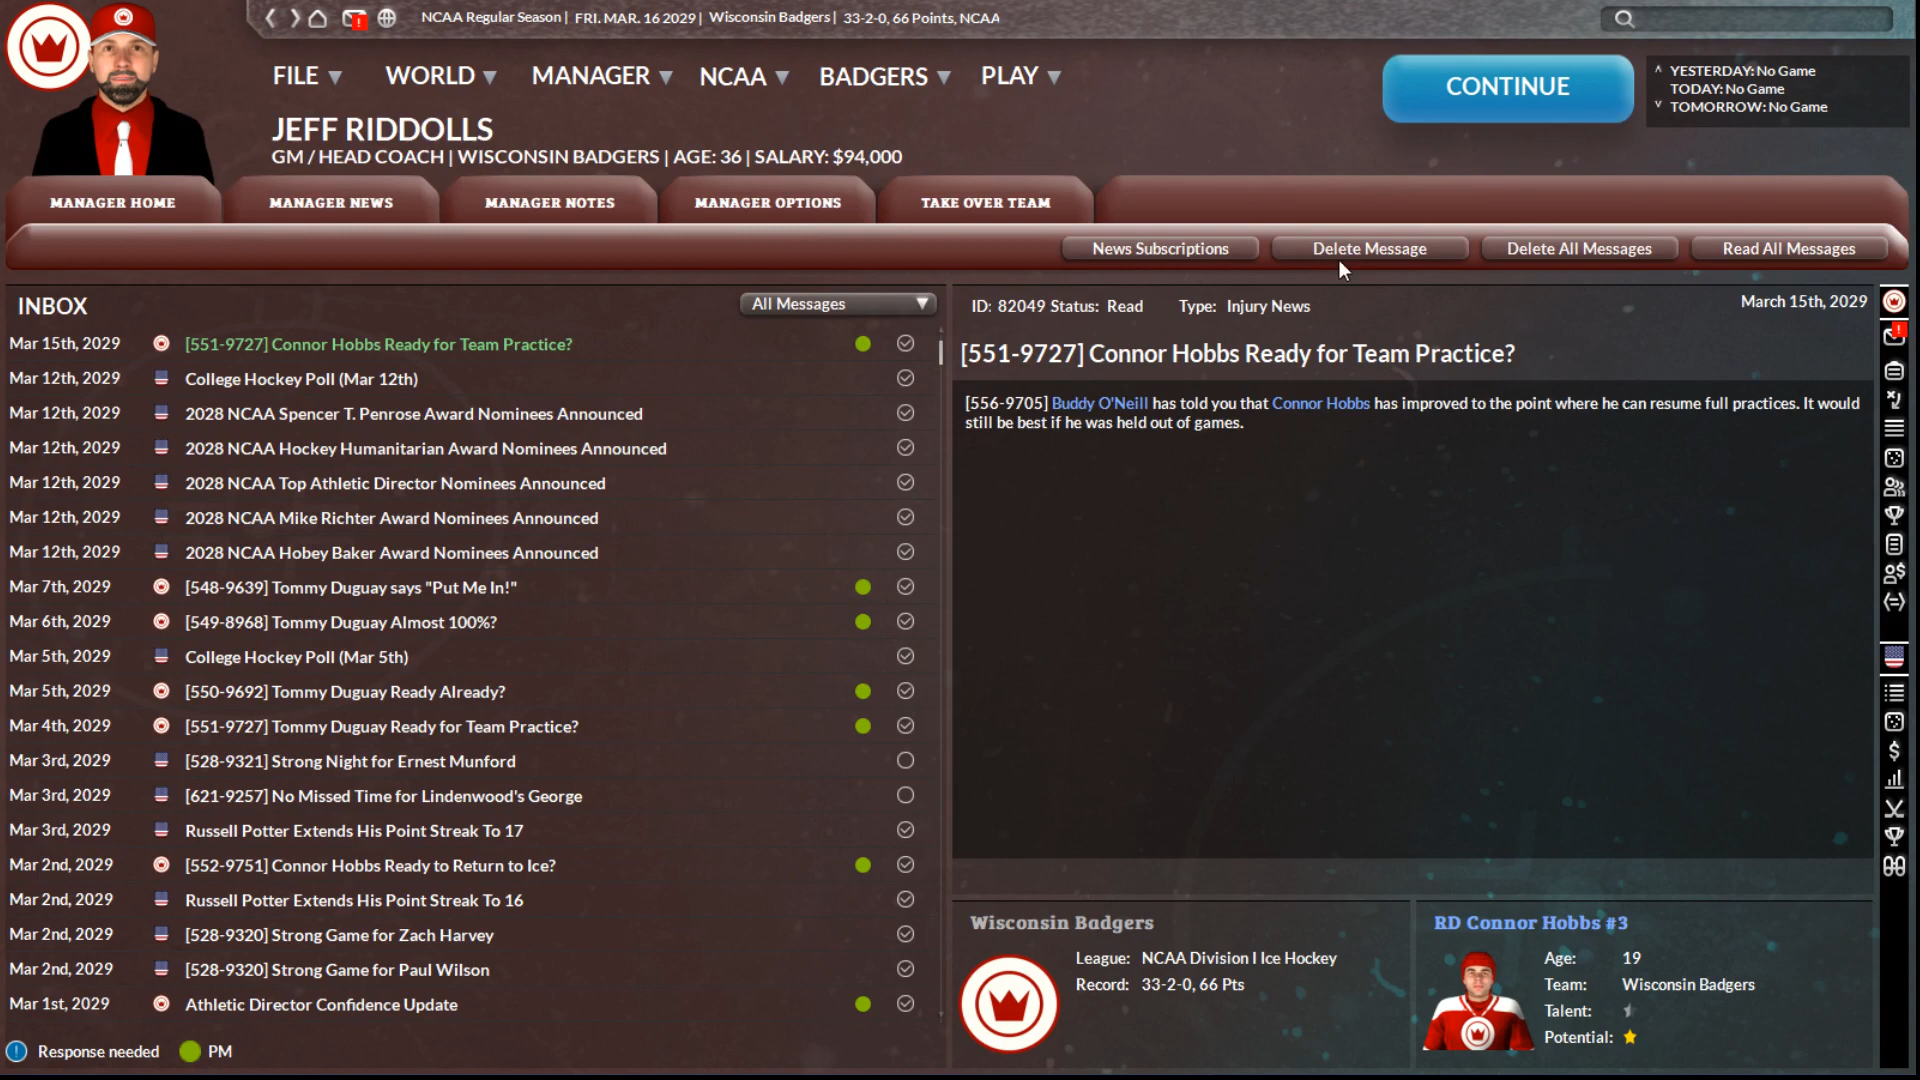 NCAA Regular Season | FRI. MAR. 16 2029 | Wisconsin Badgers | 33-2-0, 66 Points, NCAA
FILE WORLD MANAGER NCAA BADGERS PLAY
CONTINUE
YESTERDAY: No Game
TODAY: No Game
TOMORROW: No Game
JEFF RIDDOLLS
GM / HEAD COACH | WISCONSIN BADGERS | AGE: 36 | SALARY: $94,000
MANAGER HOME MANAGER NEWS MANAGER NOTES MANAGER OPTIONS TAKE OVER TEAM
News Subscriptions Delete Message Delete All Messages Read All Messages
INBOX All Messages
Mar 15th, 2029 [551-9727] Connor Hobbs Ready for Team Practice?
Mar 12th, 2029 College Hockey Poll (Mar 12th)
Mar 12th, 2029 2028 NCAA Spencer T. Penrose Award Nominees Announced
Mar 12th, 2029 2028 NCAA Hockey Humanitarian Award Nominees Announced
Mar 12th, 2029 2028 NCAA Top Athletic Director Nominees Announced
Mar 12th, 2029 2028 NCAA Mike Richter Award Nominees Announced
Mar 12th, 2029 2028 NCAA Hobey Baker Award Nominees Announced
Mar 7th, 2029 [548-9639] Tommy Duguay says "Put Me In!"
Mar 6th, 2029 [549-8968] Tommy Duguay Almost 100%?
Mar 5th, 2029 College Hockey Poll (Mar 5th)
Mar 5th, 2029 [550-9692] Tommy Duguay Ready Already?
Mar 4th, 2029 [551-9727] Tommy Duguay Ready for Team Practice?
Mar 3rd, 2029 [528-9321] Strong Night for Ernest Munford
Mar 3rd, 2029 [621-9257] No Missed Time for Lindenwood's George
Mar 3rd, 2029 Russell Potter Extends His Point Streak To 17
Mar 2nd, 2029 [552-9751] Connor Hobbs Ready to Return to Ice?
Mar 2nd, 2029 Russell Potter Extends His Point Streak To 16
Mar 2nd, 2029 [528-9320] Strong Game for Zach Harvey
Mar 2nd, 2029 [528-9320] Strong Game for Paul Wilson
Mar 1st, 2029 Athletic Director Confidence Update
Response needed PM
ID: 82049 Status: Read Type: Injury News March 15th, 2029
[551-9727] Connor Hobbs Ready for Team Practice?
[556-9705] Buddy O'Neill has told you that Connor Hobbs has improved to the point where he can resume full practices. It would
still be best if he was held out of games.
Wisconsin Badgers
League: NCAA Division I Ice Hockey
Record: 33-2-0, 66 Pts
RD Connor Hobbs #3
Age: 19
Team: Wisconsin Badgers
Talent:
Potential: